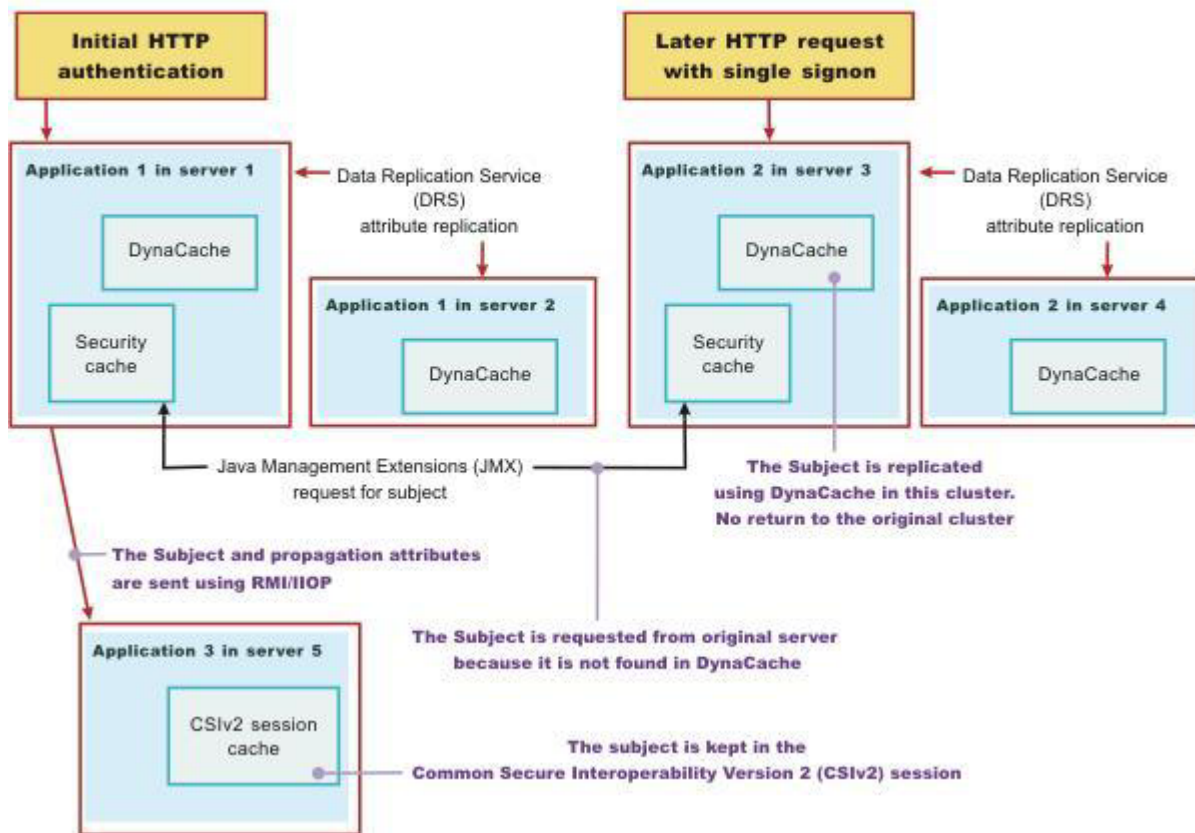 Initial HTTP
authentication
Later HTTP request
with single signon
Application 1 in server 1
DynaCache
Security
cache
Data Replication Service
(DRS)
attribute replication
Application 1 in server 2
DynaCache
Application 2 in server 3
DynaCache
Security
cache
Data Replication Service
(DRS)
attribute replication
Application 2 in server 4
DynaCache
Java Management Extensions (JMX)
request for subject
The Subject is replicated
using DynaCache in this cluster.
No return to the original cluster
The Subject and propagation attributes
are sent using RMI/IIOP
The Subject is requested from original server
because it is not found in DynaCache
Application 3 in server 5
CSIv2 session
cache
The subject is kept in the
Common Secure Interoperability Version 2 (CSIv2) session